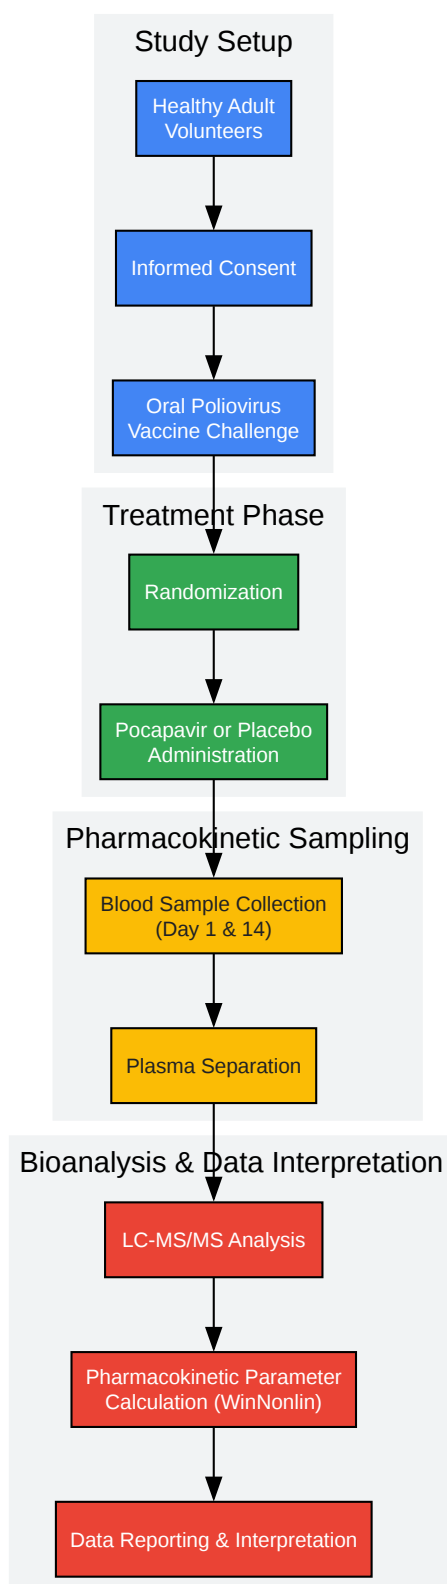 Study Setup
Healthy Adult
Volunteers
Informed Consent
Oral Poliovirus
Vaccine Challenge
Treatment Phase
Randomization
Pocapavir or Placebo
Administration
Pharmacokinetic Sampling
Blood Sample Collection
(Day 1 & 14)
Plasma Separation
Bioanalysis & Data Interpretation
LC-MS/MS Analysis
Pharmacokinetic Parameter
Calculation (WinNonlin)
Data Reporting & Interpretation